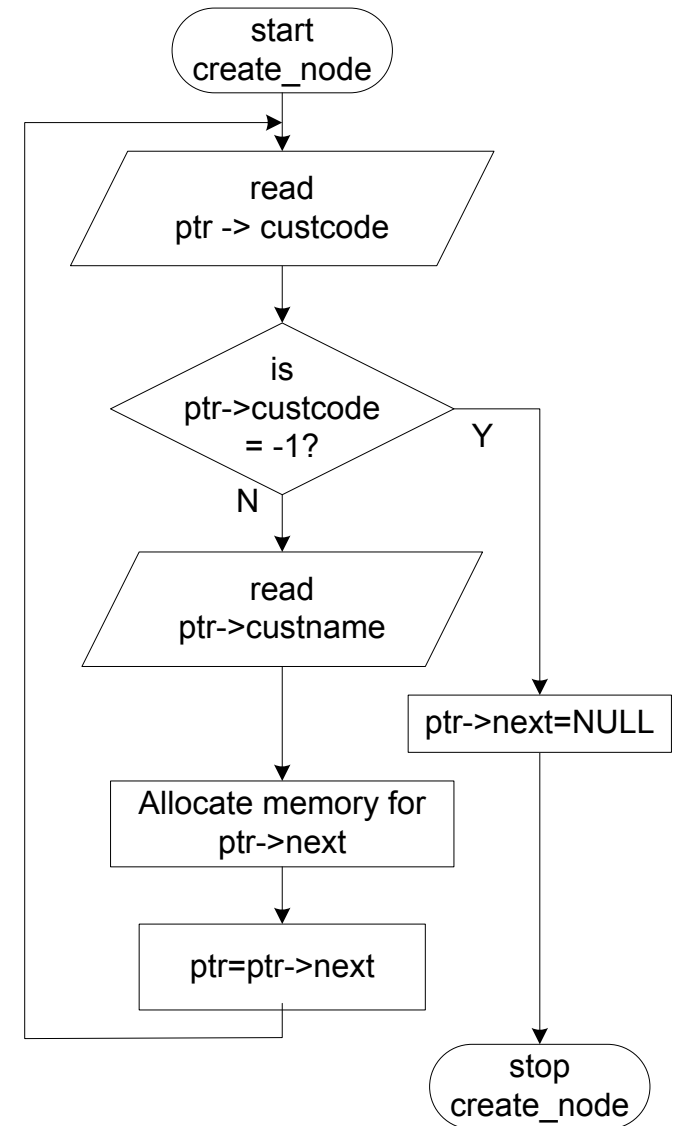 start
create_node
read
ptr -> custcode
is
ptr->custcode
= -1?
Y
N
read
ptr->custname
ptr->next=NULL
Allocate memory for
ptr->next
ptr=ptr->next
stop
create_node